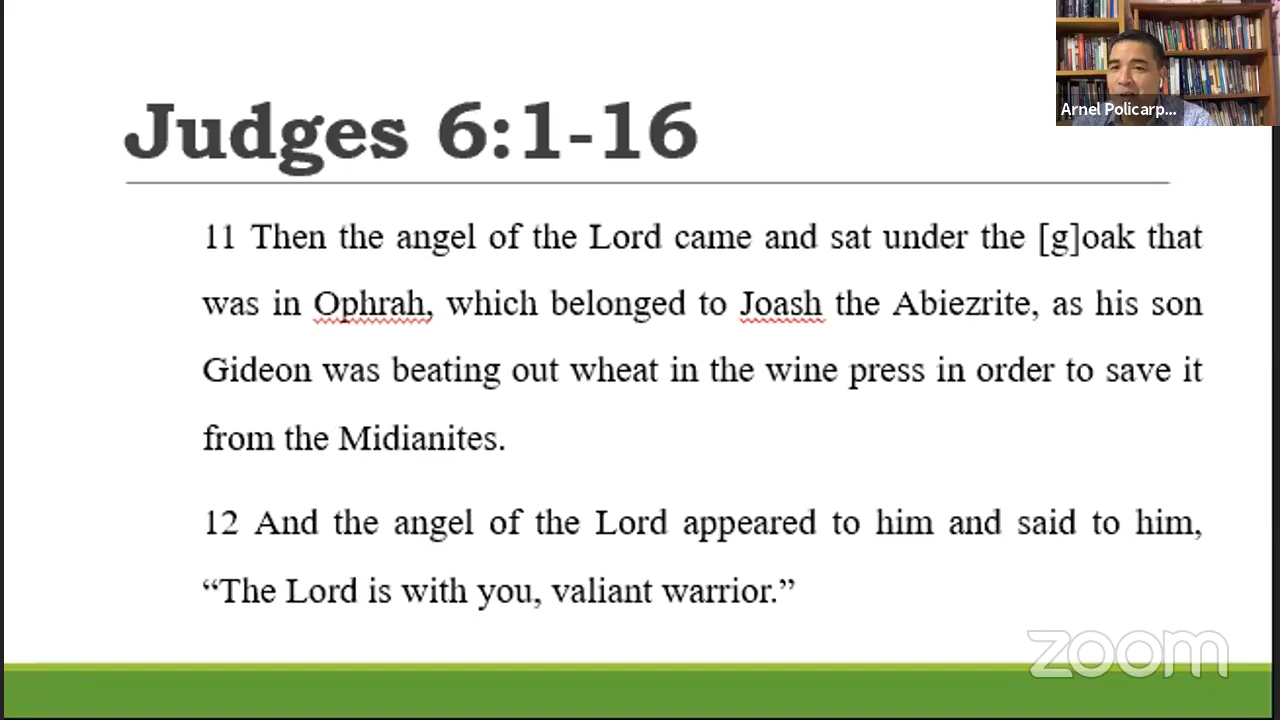 Arnel Policarp...
Judges 6:1-16
11 Then the angel of the Lord came and sat under the [g]oak that
was in Ophrah, which belonged to Joash the Abiezrite, as his son
Gideon was beating out wheat in the wine press in order to save it
from the Midianites.
12 And the angel of the Lord appeared to him and said to him,
“The Lord is with you, valiant warrior.”
zoom